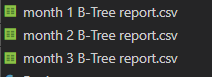 month 1 B-Tree report.csv
month 2 B-Tree report.csv
month 3 B-Tree report.csv